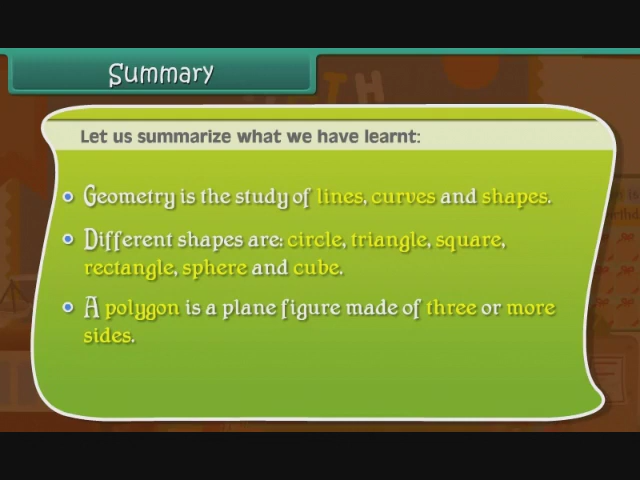 Summary
Let us summarize what we have learnt:
Geometry is the study of lines, curves and shapes.
Different shapes are: circle, triangle, square,
rectangle, sphere and cube.
A polygon is a plane figure made of three or more
sides.